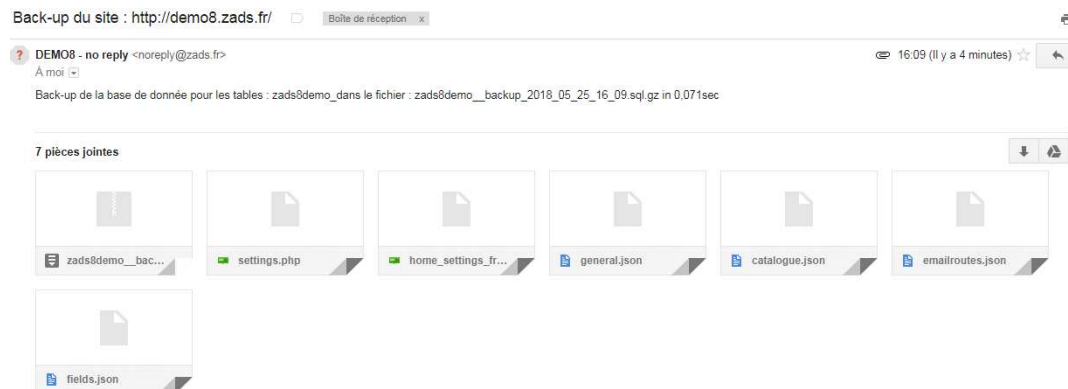 Back-up du site : http://demo8.zads.fr/ Boîte de réception x
? DEMO8 - no reply <noreply@zads.fr> 16:09 (Il y a 4 minutes)
À moi
Back-up de la base de donnée pour les tables : zads8demo_dans le fichier : zads8demo__backup_2018_05_25_16_09.sql.gz in 0,071sec
7 pièces jointes
zads8demo__bac... settings.php home_settings_fr... general.json catalogue.json emailroutes.json
fields.json